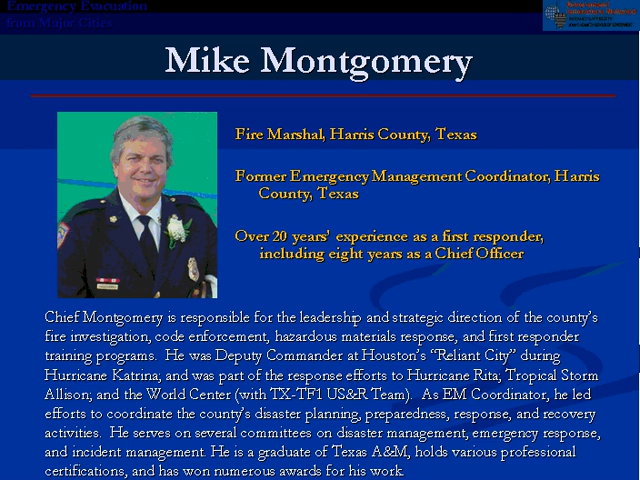 Emergency Evacuation
from Major Cities
Mike Montgomery
Fire Marshal, Harris County, Texas
Former Emergency Management Coordinator, Harris
County, Texas
Over 20 years' experience as a first responder,
including eight years as a Chief Officer
Chief Montgomery is responsible for the leadership and strategic direction of the county's
fire investigation, code enforcement, hazardous materials response, and first responder
training programs. He was Deputy Commander at Houston's "Reliant City" during
Hurricane Katrina; and was part of the response efforts to Hurricane Rita; Tropical Storm
Allison; and the World Center (with TX-TF1 US&R Team). As EM Coordinator, he led
efforts to coordinate the county's disaster planning, preparedness, response, and recovery
activities. He serves on several committees on disaster management, emergency response,
and incident management. He is a graduate of Texas A&M, holds various professional
certifications, and has won numerous awards for his work.